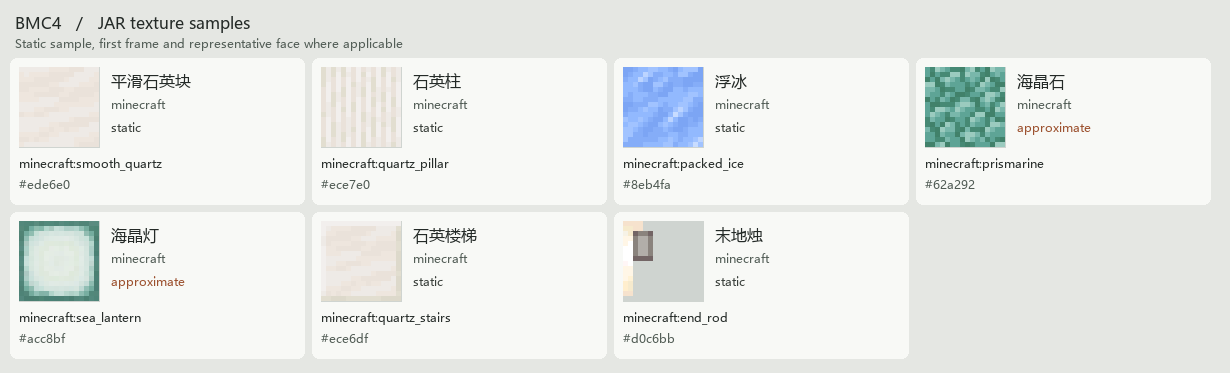 BMC4 / JAR texture samples
Static sample, first frame and representative face where applicable
平滑石英块
minecraft
static
minecraft:smooth_quartz
#ede6e0
石英柱
minecraft
static
minecraft:quartz_pillar
#ece7e0
浮冰
minecraft
static
minecraft:packed_ice
#8eb4fa
海晶石
minecraft
approximate
minecraft:prismarine
#62a292
海晶灯
minecraft
approximate
minecraft:sea_lantern
#acc8bf
石英楼梯
minecraft
static
minecraft:quartz_stairs
#ece6df
末地烛
minecraft
static
minecraft:end_rod
#d0c6bb